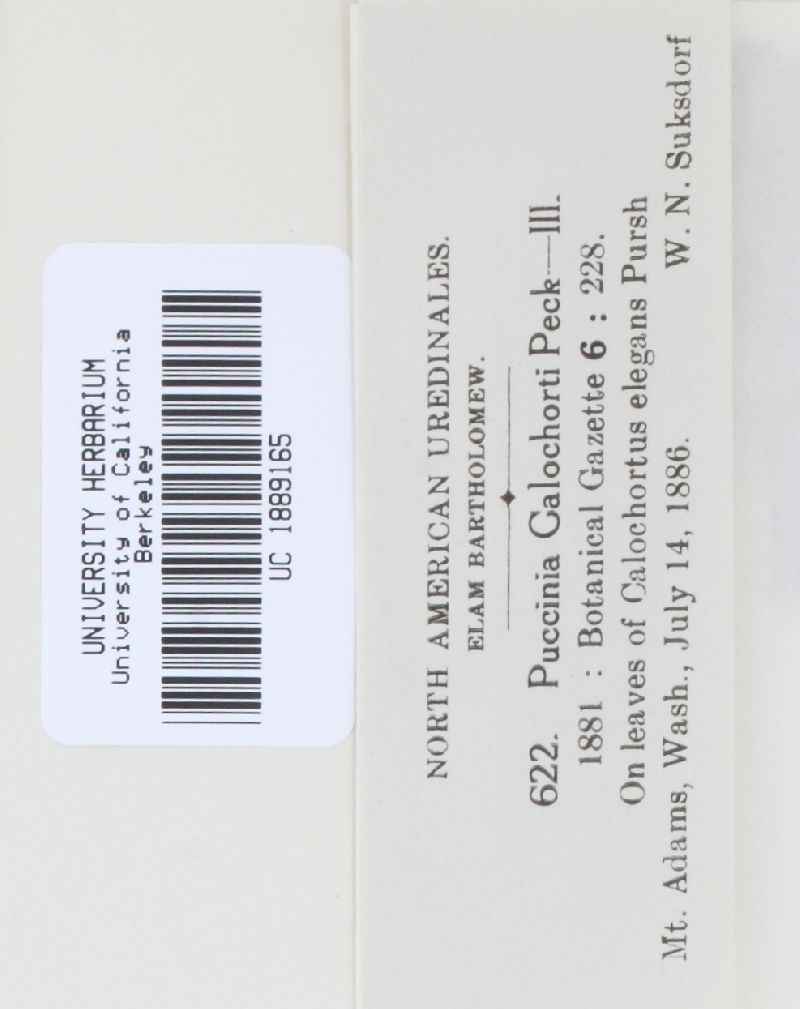 UNIVERSITY HERBARIUM
University of California
Berkeley
UC 1889165
NORTH AMERICAN UREDINALES.
ELAM BARTHOLOMEW.
622. Puccinia Calochorti Peck—III.
1881 : Botanical Gazette 6 : 228.
On leaves of Calochortus elegans Pursh
Mt. Adams, Wash., July 14, 1886. W. N. Suksdorf